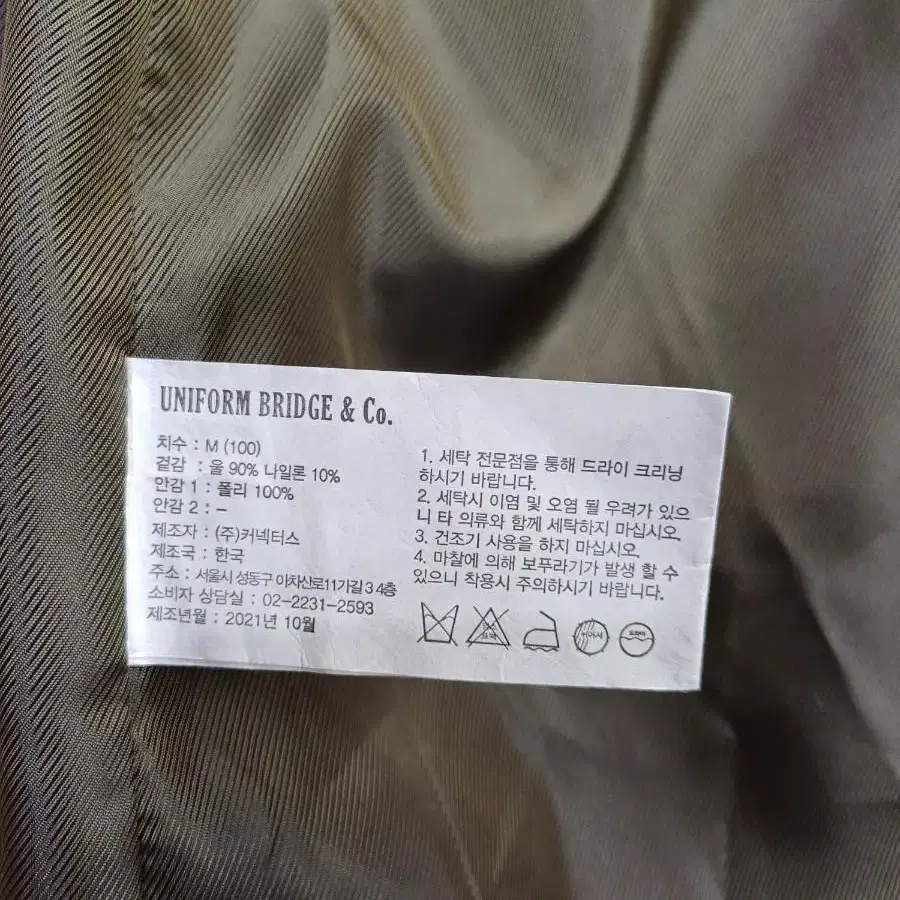 UNIFORM BRIDGE & Co.
치수 : M (100)
겉감 : 울 90% 나일론 10%
안감 1 : 폴리 100%
안감 2 : –
제조자 : (주)커넥터스
제조국 : 한국
주소 : 서울시 성동구 아차산로11가길 3 4층
소비자 상담실 : 02-2231-2593
제조년월 : 2021년 10월
1. 세탁 전문점을 통해 드라이 크리닝
하시기 바랍니다.
2. 세탁시 이염 및 오염 될 우려가 있으
니 타 의류와 함께 세탁하지 마십시오.
3. 건조기 사용을 하지 마십시오.
4. 마찰에 의해 보푸라기가 발생 할 수
있으니 착용시 주의하시기 바랍니다.